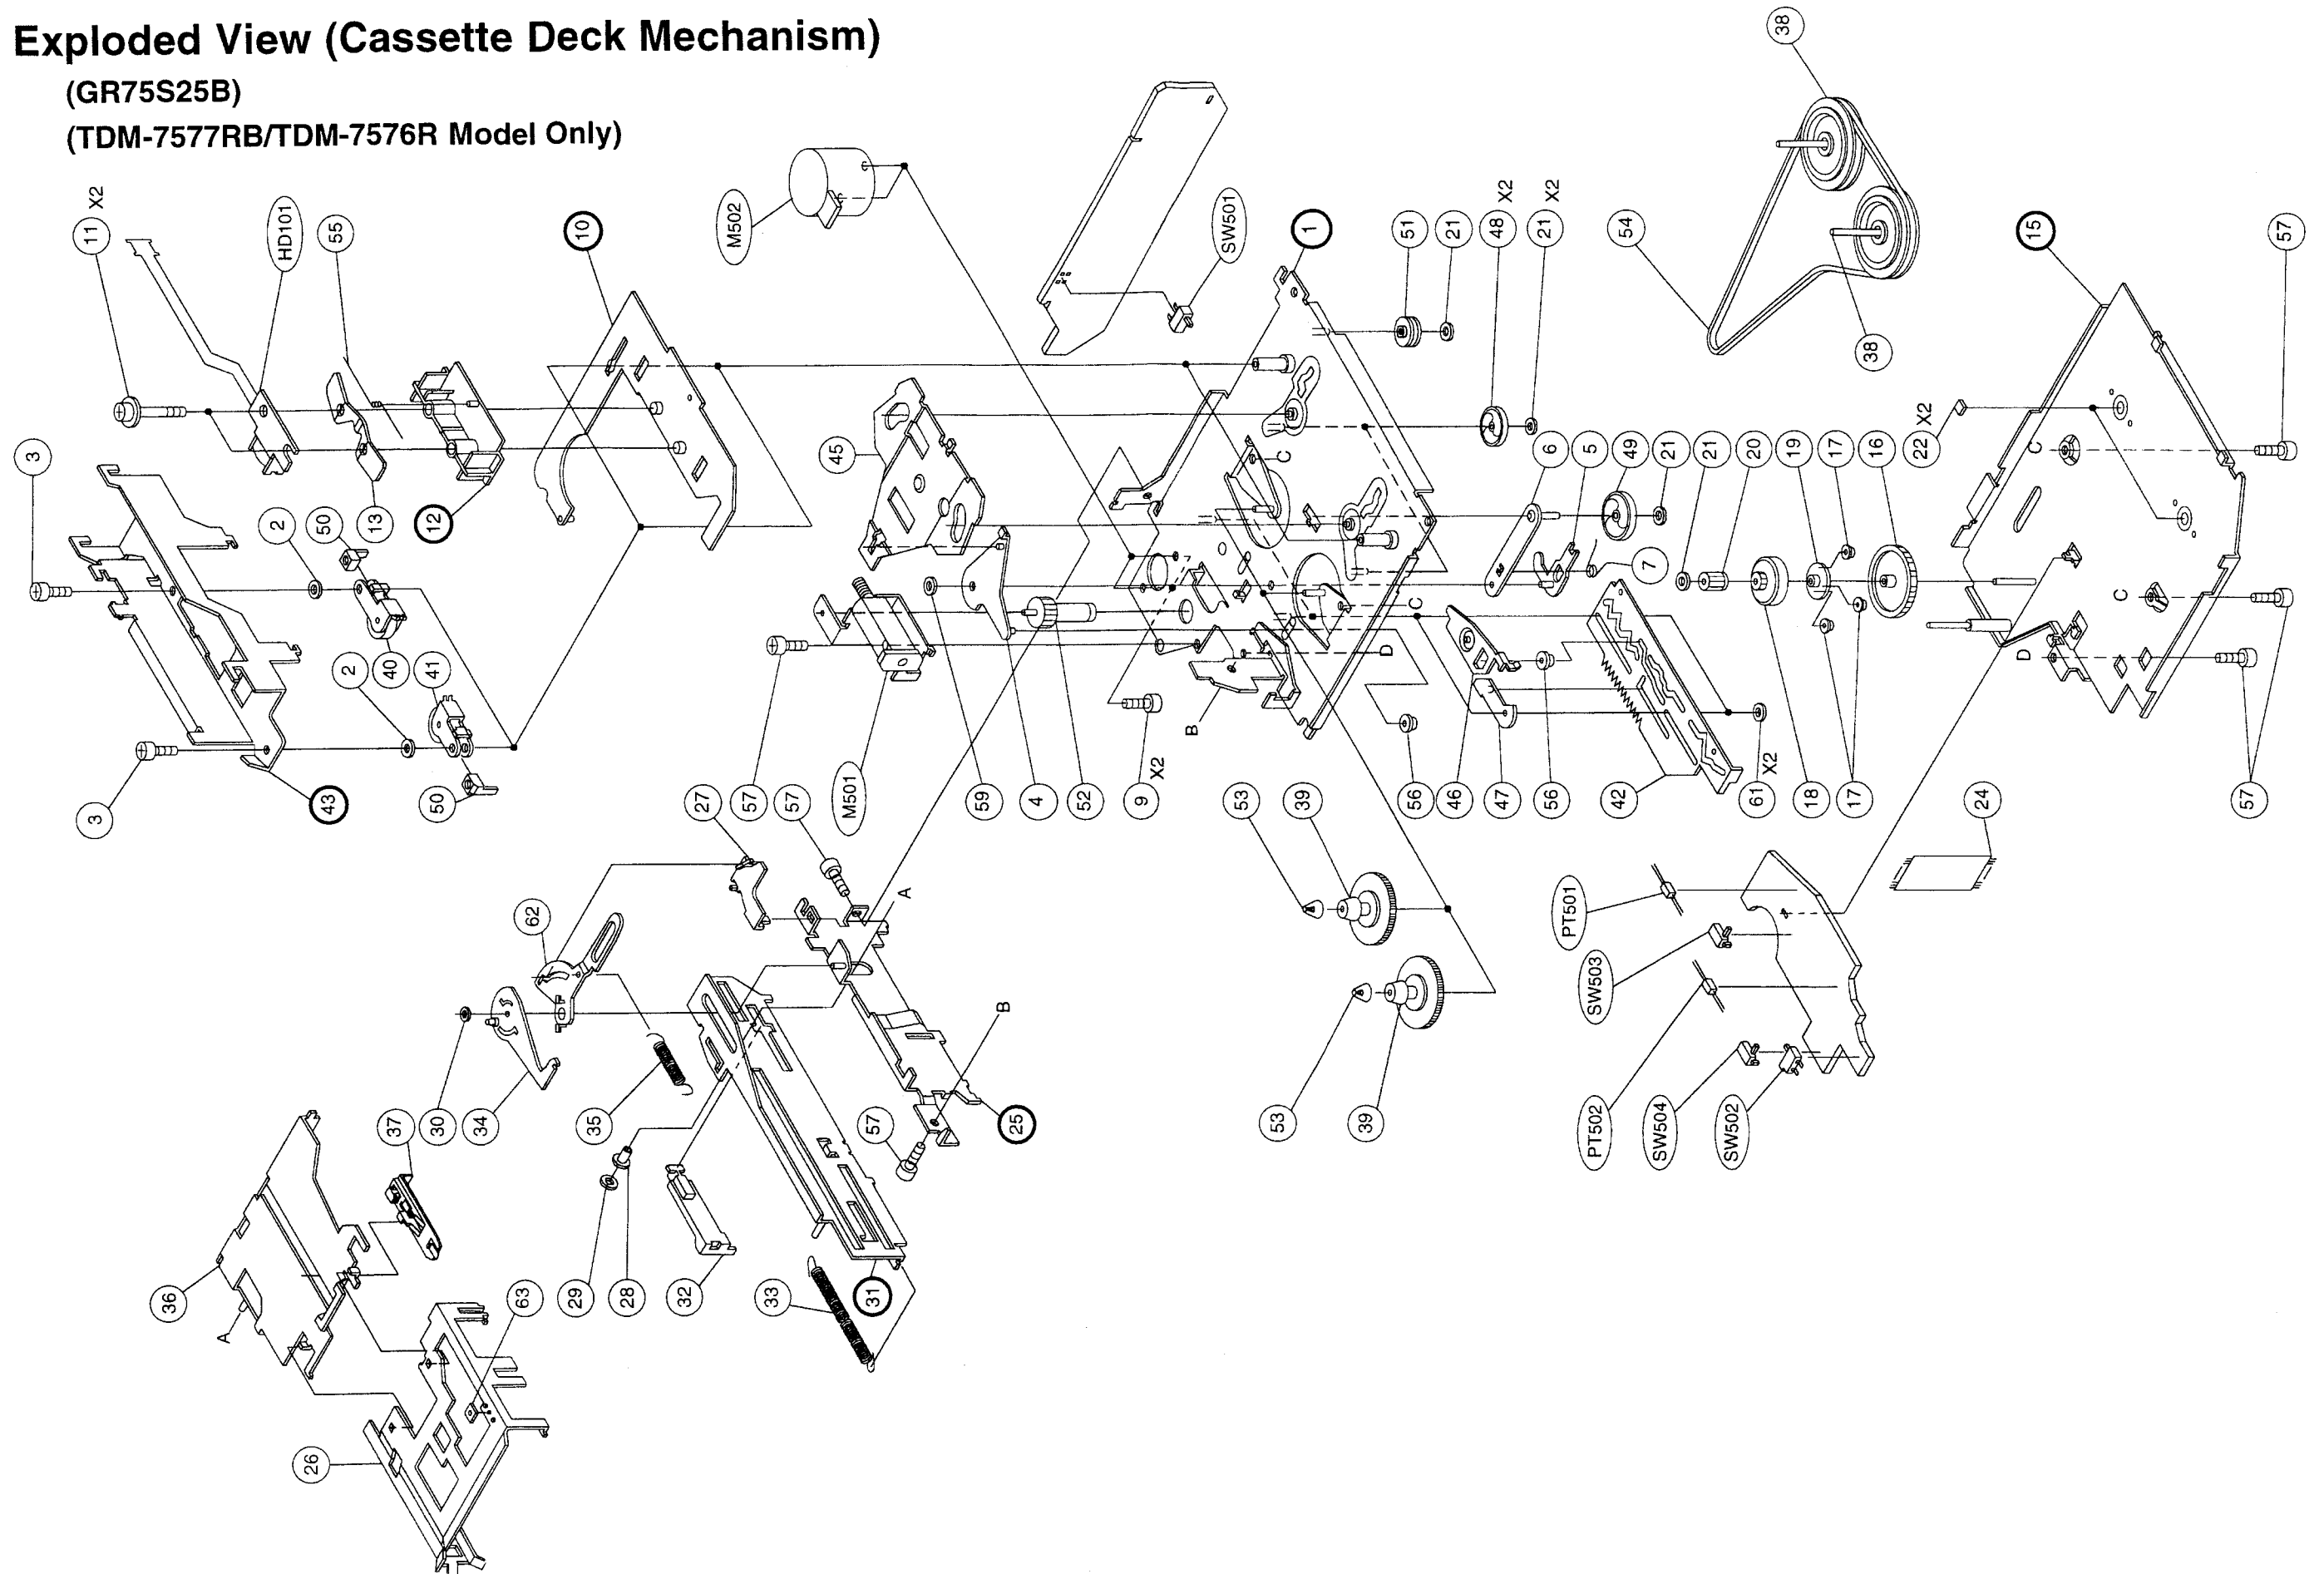 Exploded View (Cassette Deck Mechanism)
(GR75S25B)
(TDM-7577RB/TDM-7576R Model Only)
38
11 X2
HD101
55
10
M502
SW501
1
51
21
48 X2
21 X2
54
15
57
38
3
2
50
13
12
45
C
6
5
49
21
21
20
19
17
16
22 X2
C
7
2
40
41
C
D
C
D
B
3
43
50
27
57
57
M501
59
4
52
9 X2
53
39
56
46
47
56
42
61 X2
18
17
24
57
62
A
PT501
SW503
B
30
34
35
57
25
53
39
PT502
SW504
SW502
37
36
A
63
29
28
32
33
31
26